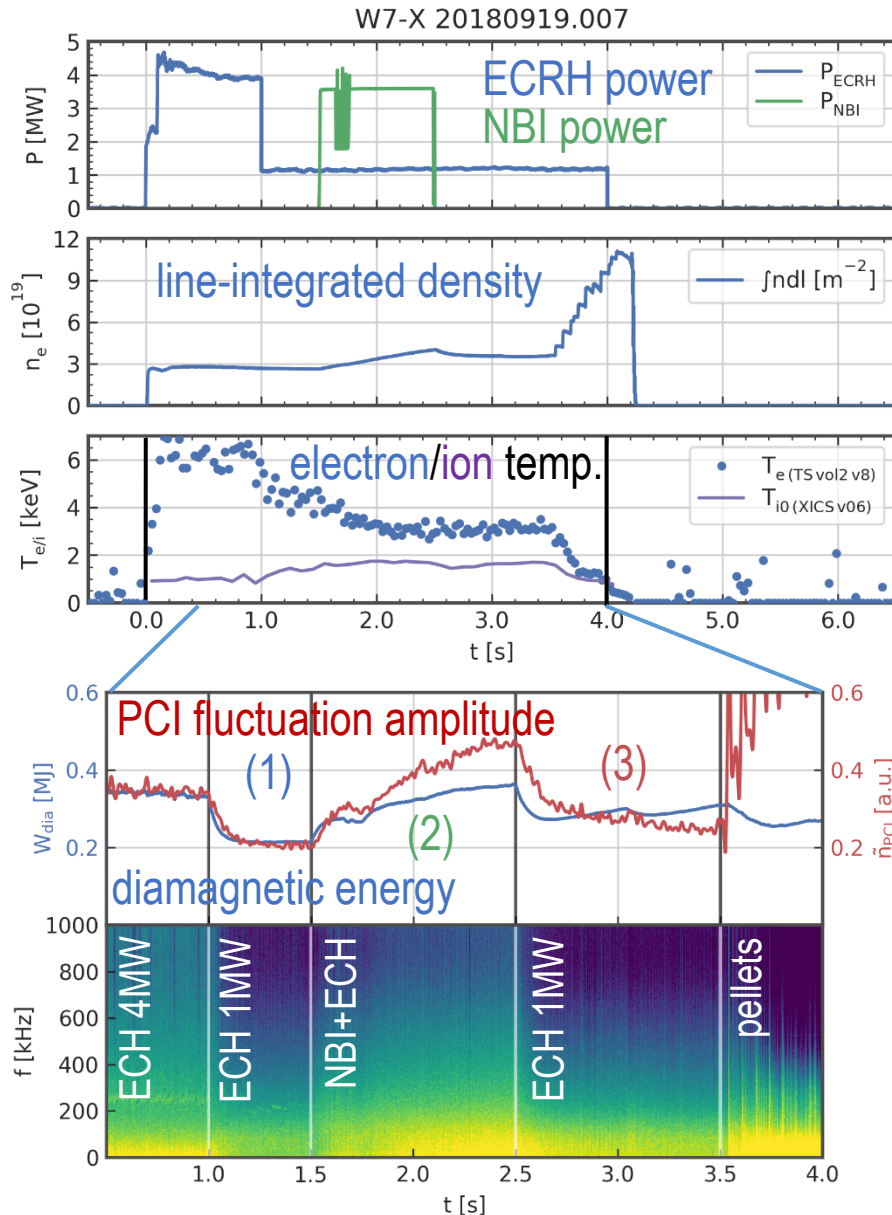 W7-X 20180919.007
P [MW]
5
4
3
2
1
0
ECRH power
NBI power
P_ECRH
P_NBI
n_e [10^19]
12
9
6
3
0
line-integrated density
∫ndl [m^−2]
T_e/i [keV]
6
4
2
0
electron/ion temp.
T_e (TS vol2 v8)
T_i0 (XICS v06)
0.0 1.0 2.0 3.0 4.0 5.0 6.0
t [s]
W_dia [MJ]
0.6
0.4
0.2
PCI fluctuation amplitude
(1)
(2)
(3)
diamagnetic energy
0.6
0.4
0.2
ñ_PCI [a.u.]
f [kHz]
1000
800
600
400
200
0
ECH 4MW
ECH 1MW
NBI+ECH
ECH 1MW
pellets
1.0 1.5 2.0 2.5 3.0 3.5 4.0
t [s]